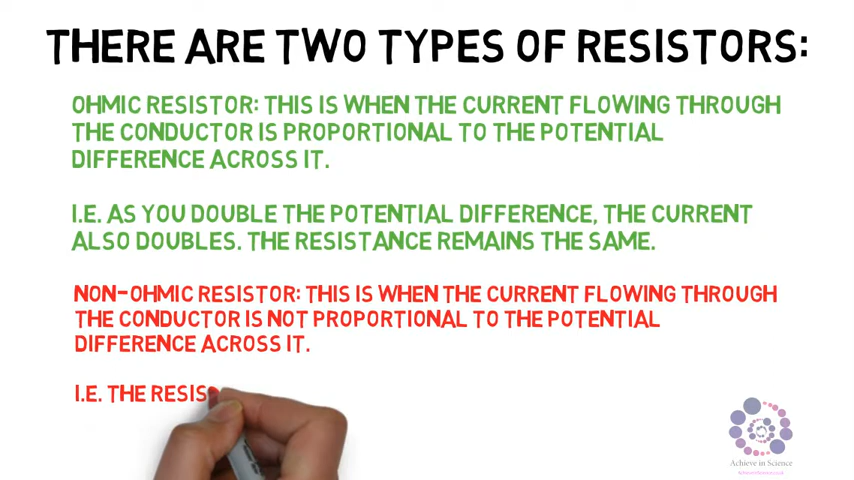 THERE ARE TWO TYPES OF RESISTORS:
OHMIC RESISTOR: THIS IS WHEN THE CURRENT FLOWING THROUGH
THE CONDUCTOR IS PROPORTIONAL TO THE POTENTIAL
DIFFERENCE ACROSS IT.
I.E. AS YOU DOUBLE THE POTENTIAL DIFFERENCE, THE CURRENT
ALSO DOUBLES. THE RESISTANCE REMAINS THE SAME.
NON-OHMIC RESISTOR: THIS IS WHEN THE CURRENT FLOWING THROUGH
THE CONDUCTOR IS NOT PROPORTIONAL TO THE POTENTIAL
DIFFERENCE ACROSS IT.
I.E. THE RESIS
Achieve in Science